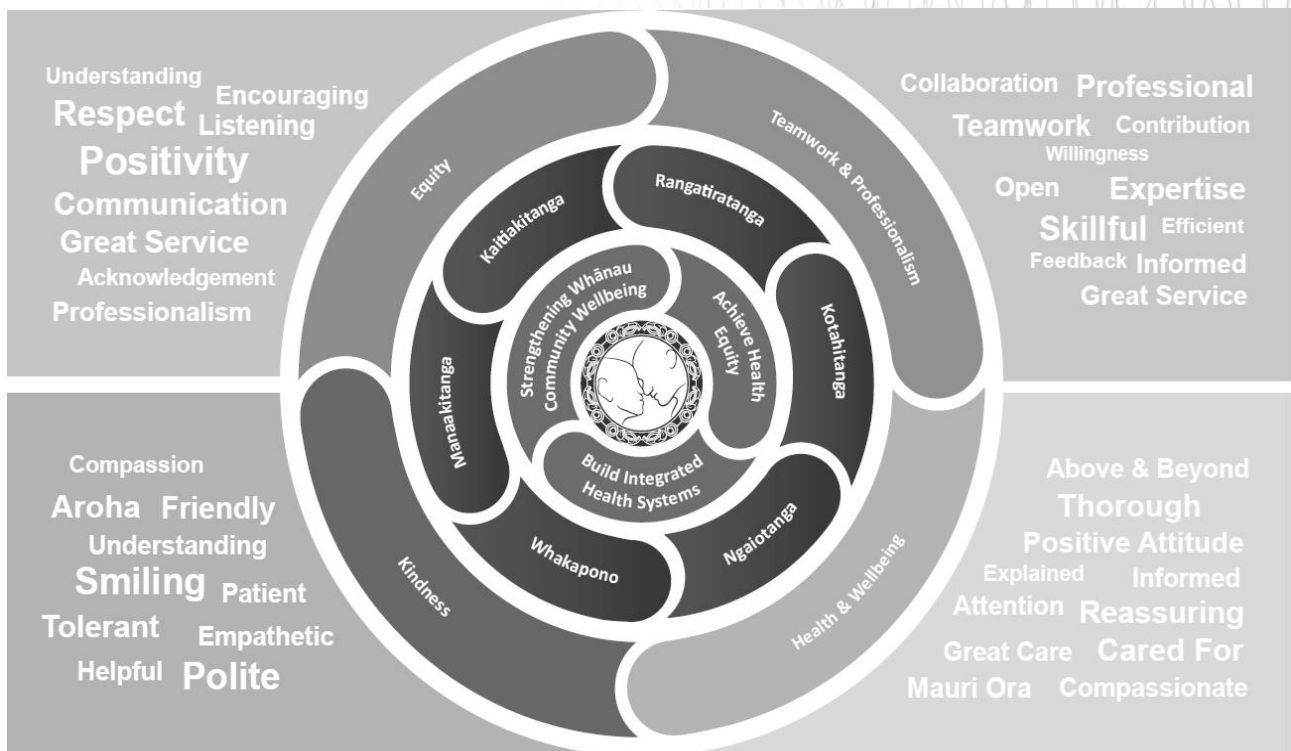 Understanding
Respect Encouraging
Listening
Positivity
Communication
Great Service
Acknowledgement
Professionalism
Collaboration Professional
Teamwork Contribution
Willingness
Open Expertise
Skillful Efficient
Feedback Informed
Great Service
Equity
Teamwork & Professionalism
Kaitiakitanga
Rangatiratanga
Strengthening Whānau
Community Wellbeing
Achieve Health
Equity
Kotahitanga
Manaakitanga
Build Integrated
Health Systems
Whakapono
Ngaiotanga
Kindness
Health & Wellbeing
Compassion
Aroha Friendly
Understanding
Smiling Patient
Tolerant Empathetic
Helpful Polite
Above & Beyond
Thorough
Positive Attitude
Explained Informed
Attention Reassuring
Great Care Cared For
Mauri Ora Compassionate